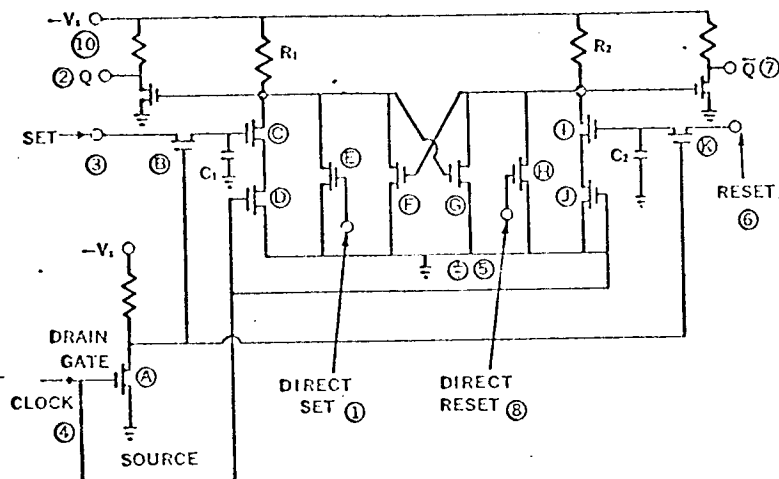 −V₁
⑩
R₁
R₂
② Q
Q̅ ⑦
SET
③
Ⓑ
C₁
Ⓒ
Ⓓ
Ⓔ
Ⓕ
Ⓖ
Ⓗ
Ⓘ
Ⓙ
C₂
Ⓚ
RESET
⑥
⑤
−V₁
DRAIN
GATE
Ⓐ
CLOCK
④
SOURCE
DIRECT
SET ①
DIRECT
RESET ⑧